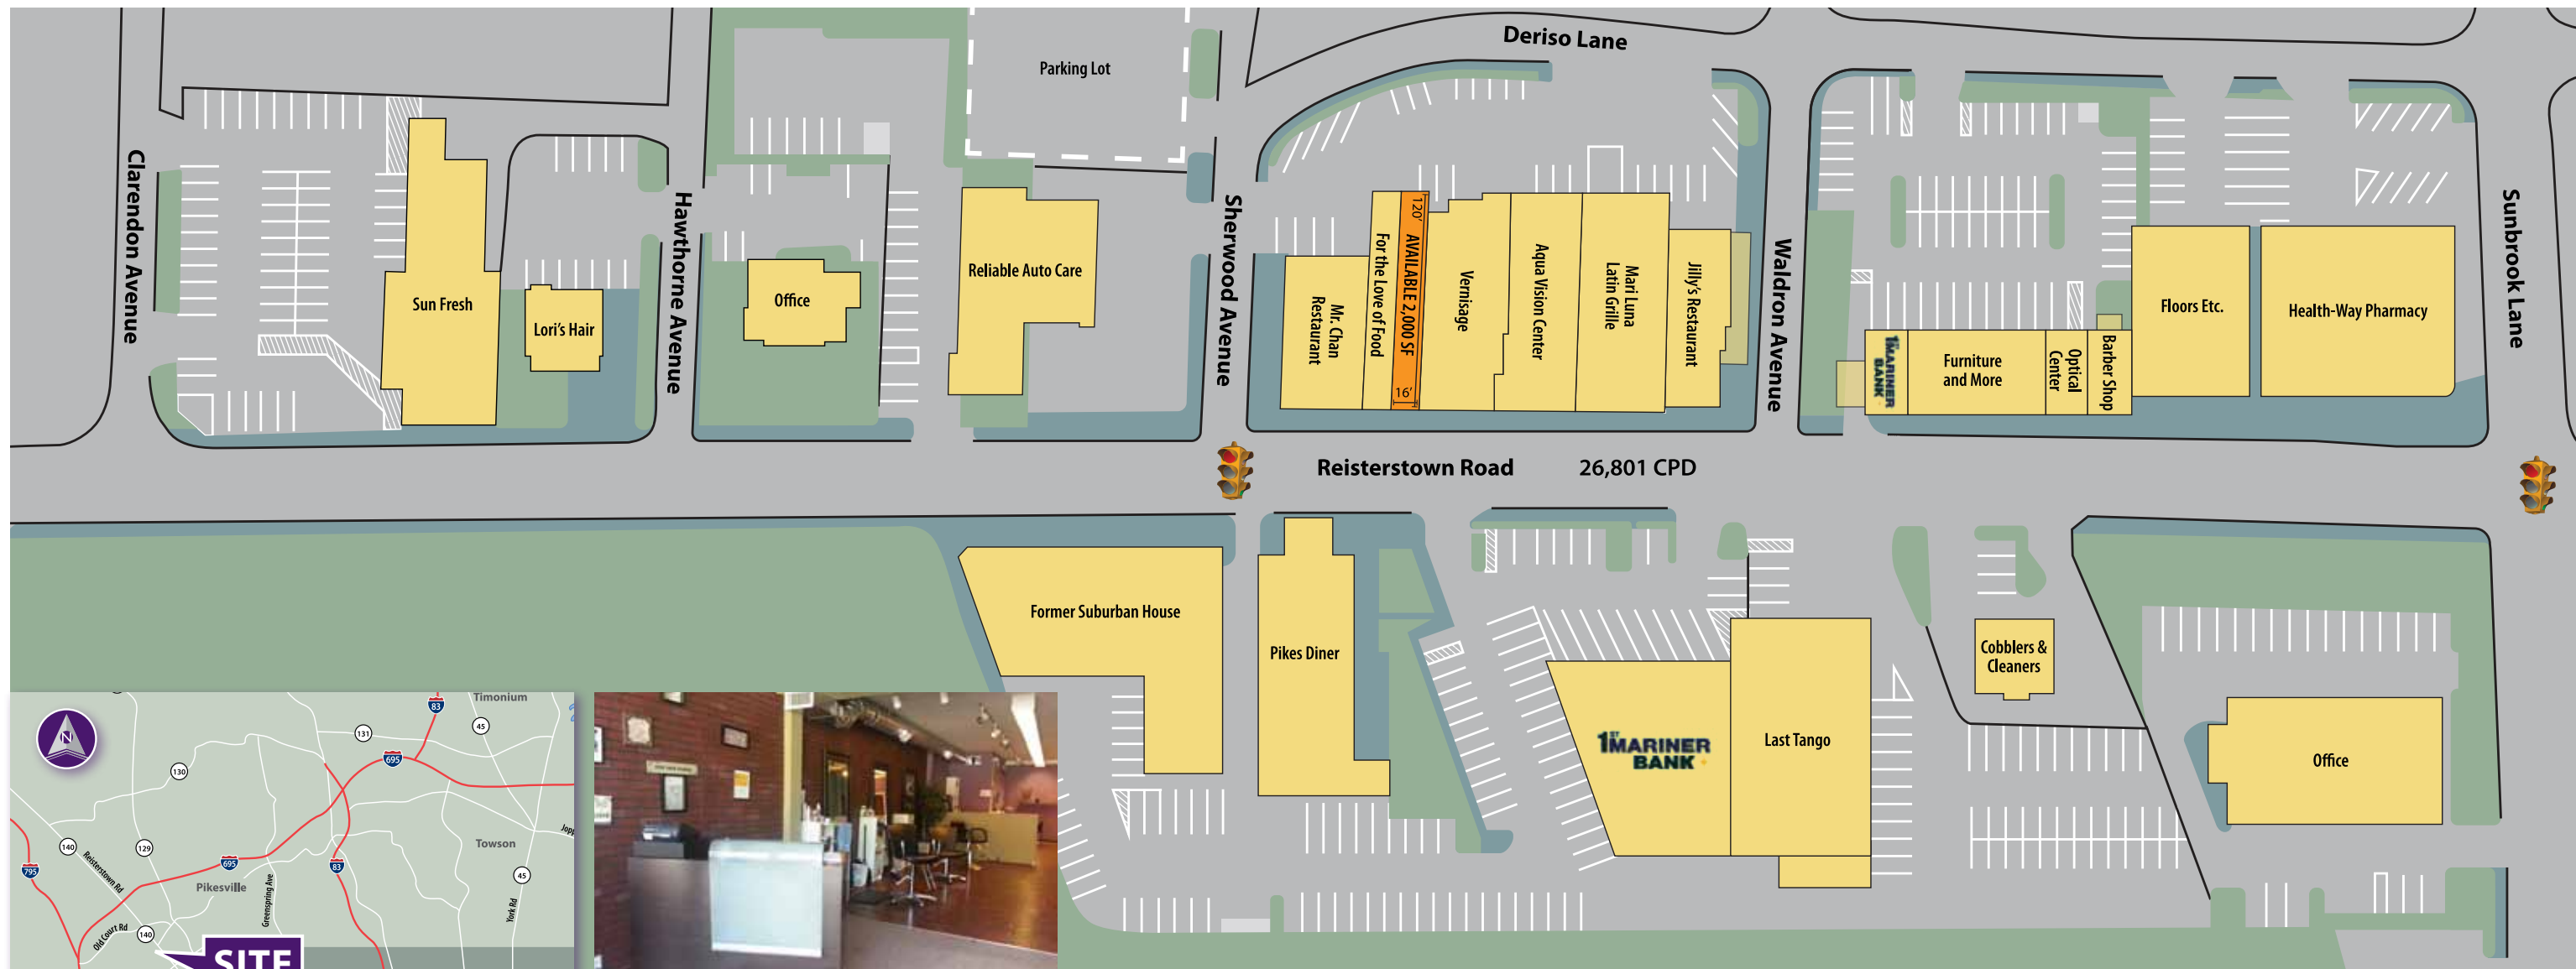 Deriso Lane
Parking Lot
Clarendon Avenue
Hawthorne Avenue
Sherwood Avenue
Waldron Avenue
Sunbrook Lane
Sun Fresh
Lori's Hair
Office
Reliable Auto Care
Mr. Chan
Restaurant
For the Love of Food
120'
AVAILABLE 2,000 SF
16'
Vernisage
Aqua Vision Center
Mari Luna
Latin Grille
Jilly's Restaurant
1ST MARINER
BANK
Furniture
and More
Optical
Center
Barber Shop
Floors Etc.
Health-Way Pharmacy
Reisterstown Road 26,801 CPD
Former Suburban House
Pikes Diner
1ST MARINER
BANK
Last Tango
Cobblers &
Cleaners
Office
N
Timonium
83
45
131
695
130
Towson
140
129
Reisterstown Rd
695
83
795
Pikesville
Greenspring Ave
45
York Rd
Old Court Rd
140
SITE